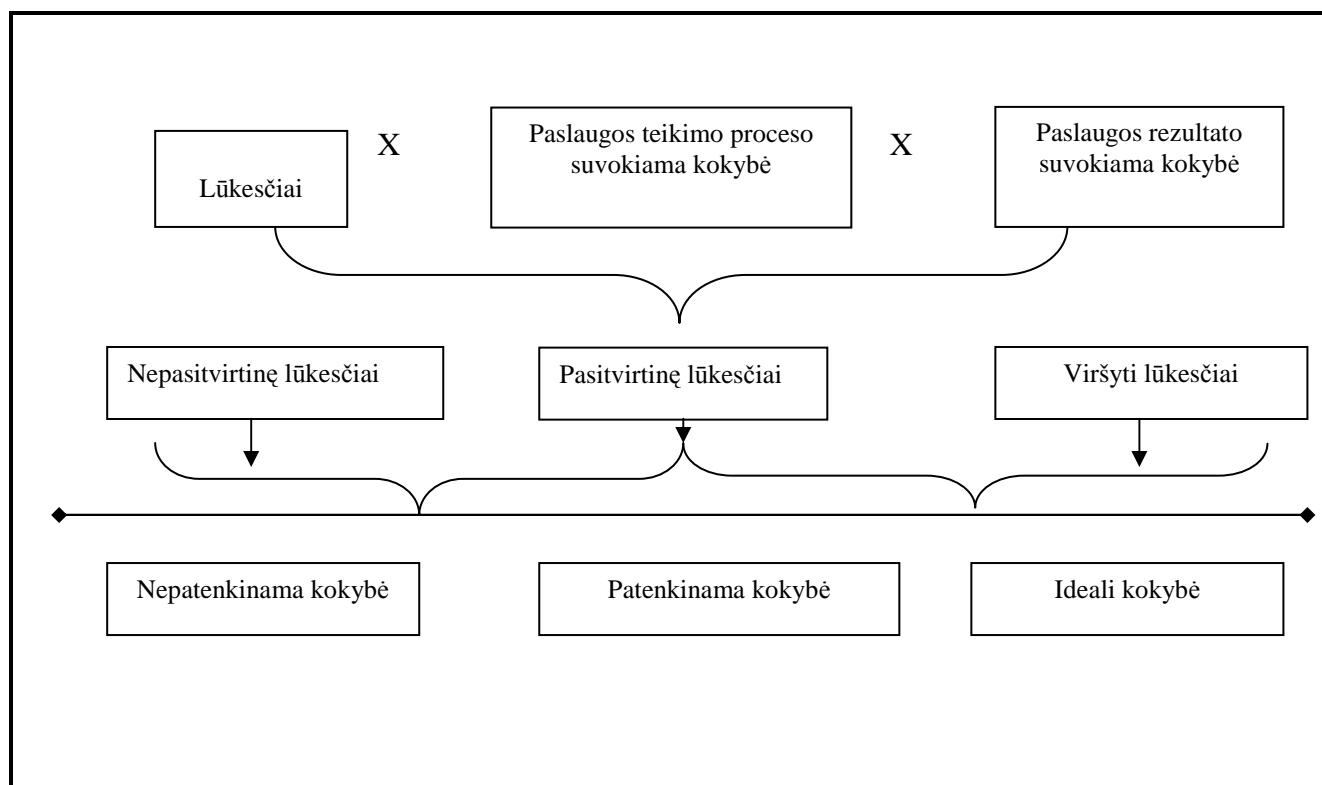 Lūkesčiai
X
Paslaugos teikimo proceso
suvokiama kokybė
X
Paslaugos rezultato
suvokiama kokybė
Nepasitvirtinę lūkesčiai
Pasitvirtinę lūkesčiai
Viršyti lūkesčiai
Nepatenkinama kokybė
Patenkinama kokybė
Ideali kokybė